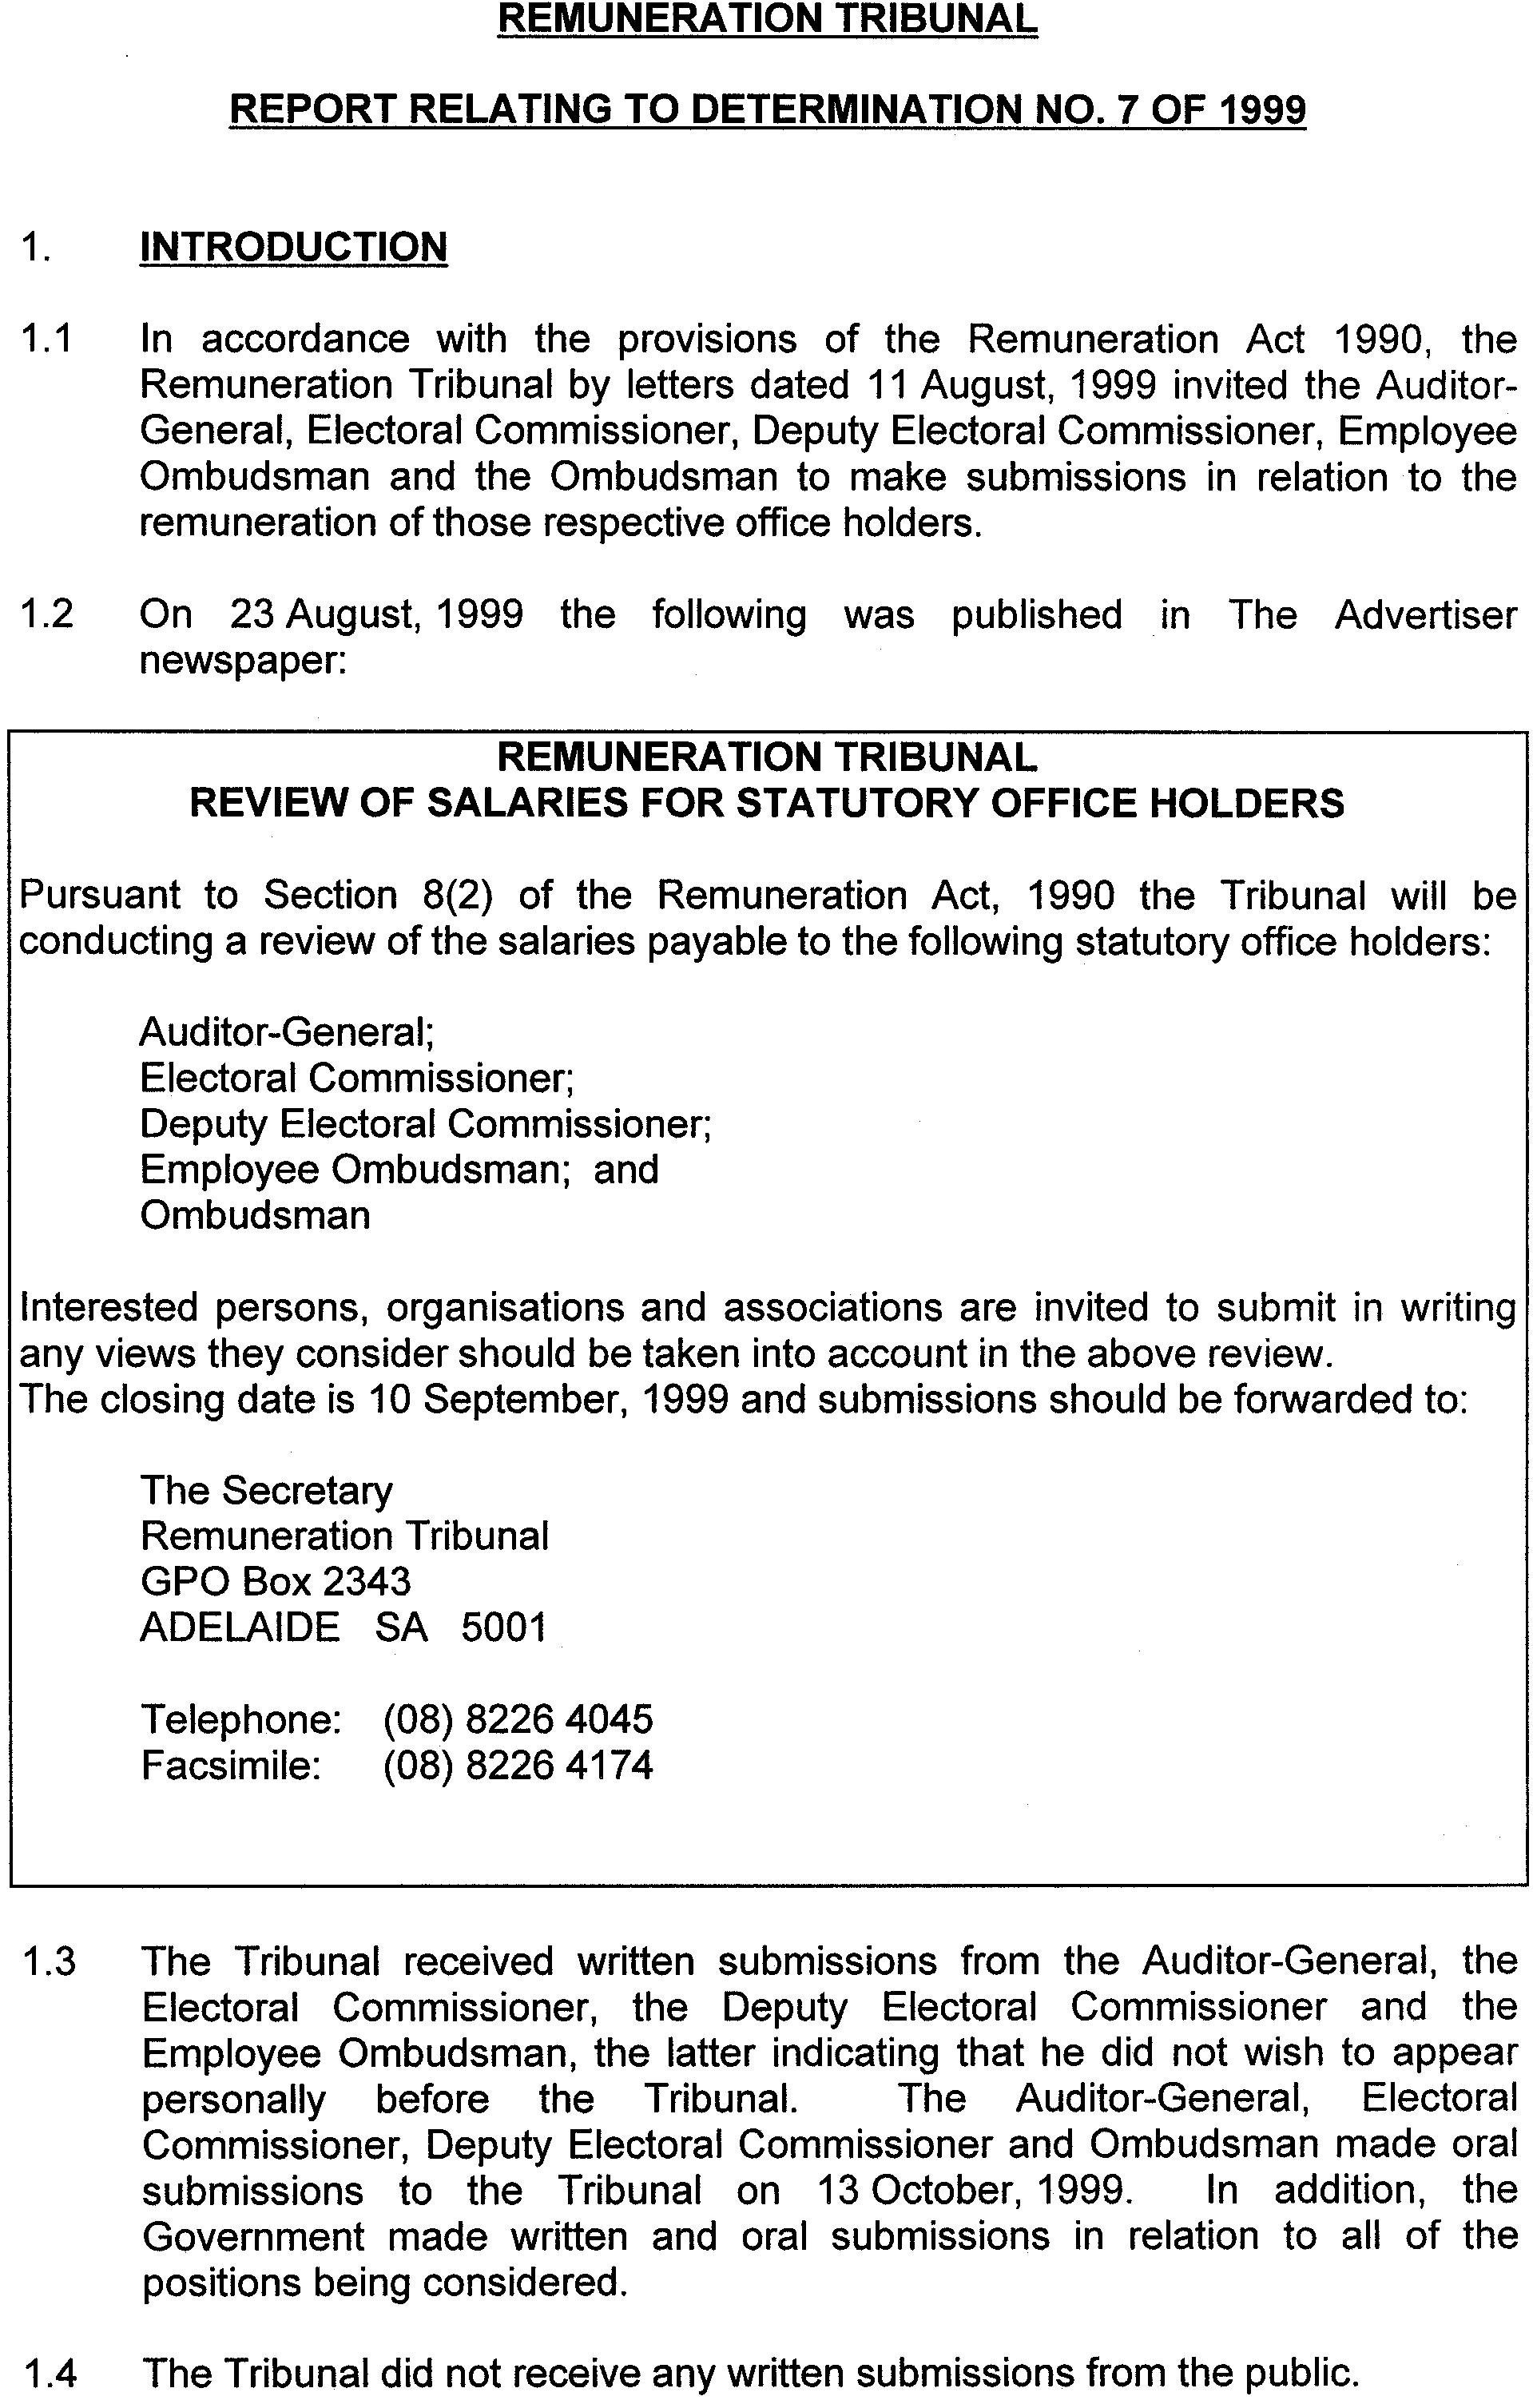 REMUNERATION TRIBUNAL
REPORT RELATING TO DETERMINATION NO. 7 OF 1999
1. INTRODUCTION
1.1 In accordance with the provisions of the Remuneration Act 1990, the
Remuneration Tribunal by letters dated 11 August, 1999 invited the Auditor-
General, Electoral Commissioner, Deputy Electoral Commissioner, Employee
Ombudsman and the Ombudsman to make submissions in relation to the
remuneration of those respective office holders.
1.2 On 23 August, 1999 the following was published in The Advertiser
newspaper:
REMUNERATION TRIBUNAL
REVIEW OF SALARIES FOR STATUTORY OFFICE HOLDERS
Pursuant to Section 8(2) of the Remuneration Act, 1990 the Tribunal will be
conducting a review of the salaries payable to the following statutory office holders:
Auditor-General;
Electoral Commissioner;
Deputy Electoral Commissioner;
Employee Ombudsman; and
Ombudsman
Interested persons, organisations and associations are invited to submit in writing
any views they consider should be taken into account in the above review.
The closing date is 10 September, 1999 and submissions should be forwarded to:
The Secretary
Remuneration Tribunal
GPO Box 2343
ADELAIDE SA 5001
Telephone: (08) 8226 4045
Facsimile: (08) 8226 4174
1.3 The Tribunal received written submissions from the Auditor-General, the
Electoral Commissioner, the Deputy Electoral Commissioner and the
Employee Ombudsman, the latter indicating that he did not wish to appear
personally before the Tribunal. The Auditor-General, Electoral
Commissioner, Deputy Electoral Commissioner and Ombudsman made oral
submissions to the Tribunal on 13 October, 1999. In addition, the
Government made written and oral submissions in relation to all of the
positions being considered.
1.4 The Tribunal did not receive any written submissions from the public.